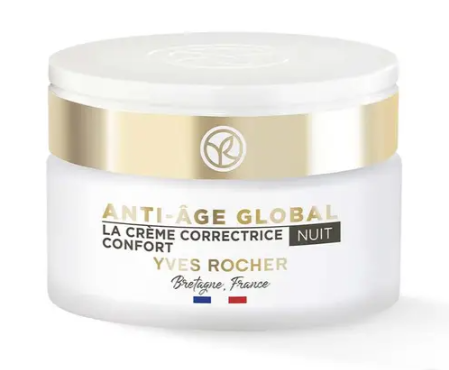 ANTI-ÂGE GLOBAL
LA CRÈME CORRECTRICE NUIT
CONFORT
YVES ROCHER
Bretagne, France